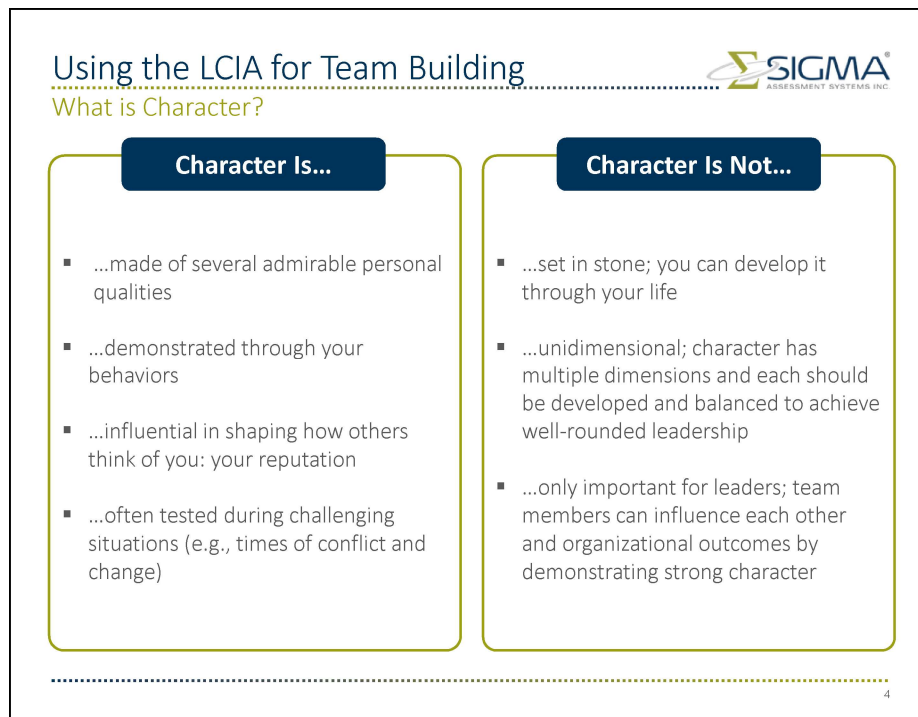 Using the LCIA for Team Building
SIGMA®
ASSESSMENT SYSTEMS INC.
What is Character?
Character Is...
▪ ...made of several admirable personal
qualities
▪ ...demonstrated through your
behaviors
▪ ...influential in shaping how others
think of you: your reputation
▪ ...often tested during challenging
situations (e.g., times of conflict and
change)
Character Is Not...
▪ ...set in stone; you can develop it
through your life
▪ ...unidimensional; character has
multiple dimensions and each should
be developed and balanced to achieve
well-rounded leadership
▪ ...only important for leaders; team
members can influence each other
and organizational outcomes by
demonstrating strong character
4